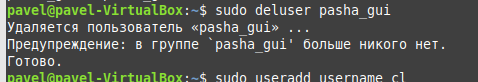 pavel@pavel-VirtualBox:~$ sudo deluser pasha_gui
Удаляется пользователь «pasha_gui» ...
Предупреждение: в группе `pasha_gui' больше никого нет.
Готово.
pavel@pavel-VirtualBox:~$ sudo useradd username_cl